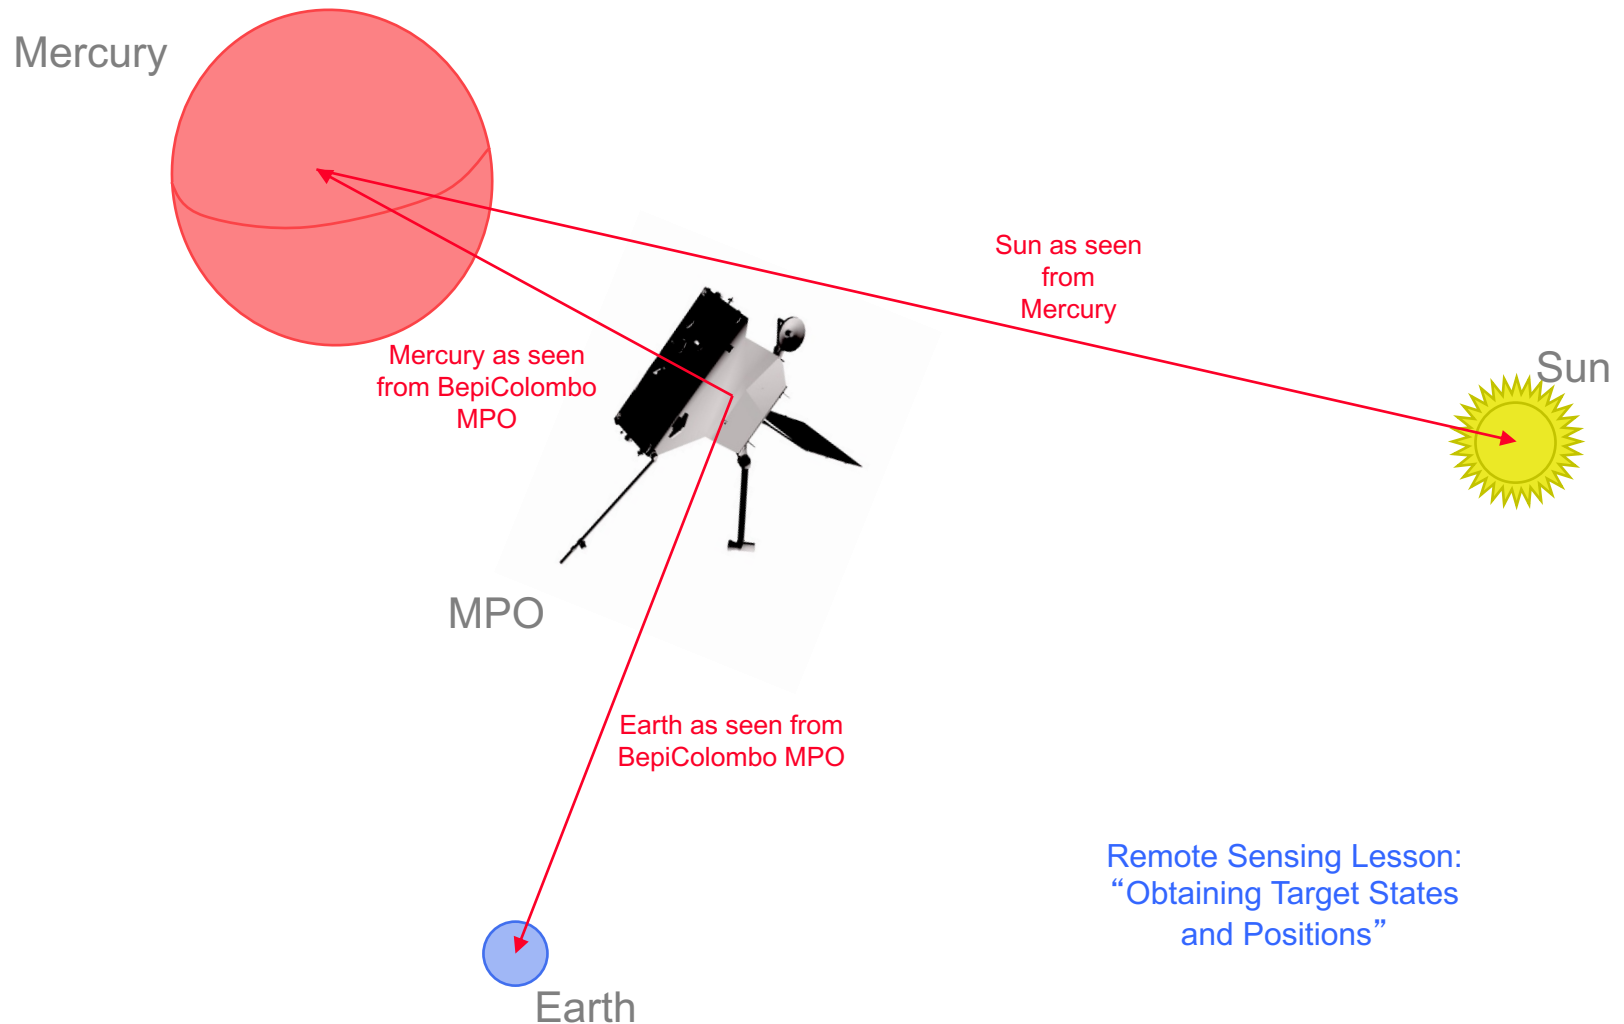 Mercury
Sun as seen
from
Mercury
Mercury as seen
from BepiColombo
MPO
Sun
MPO
Earth as seen from
BepiColombo MPO
Remote Sensing Lesson:
“Obtaining Target States
and Positions”
Earth